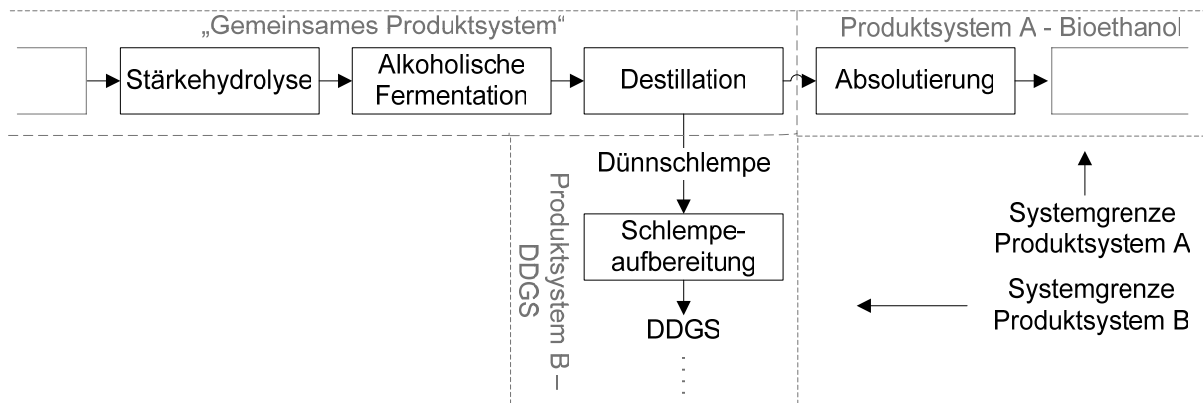 „Gemeinsames Produktsystem“
Produktsystem A - Bioethanol
Stärkehydrolyse
Alkoholische
Fermentation
Destillation
Absolutierung
Dünnschlempe
Produktsystem B –
DDGS
Schlempe-
aufbereitung
DDGS
Systemgrenze
Produktsystem A
Systemgrenze
Produktsystem B